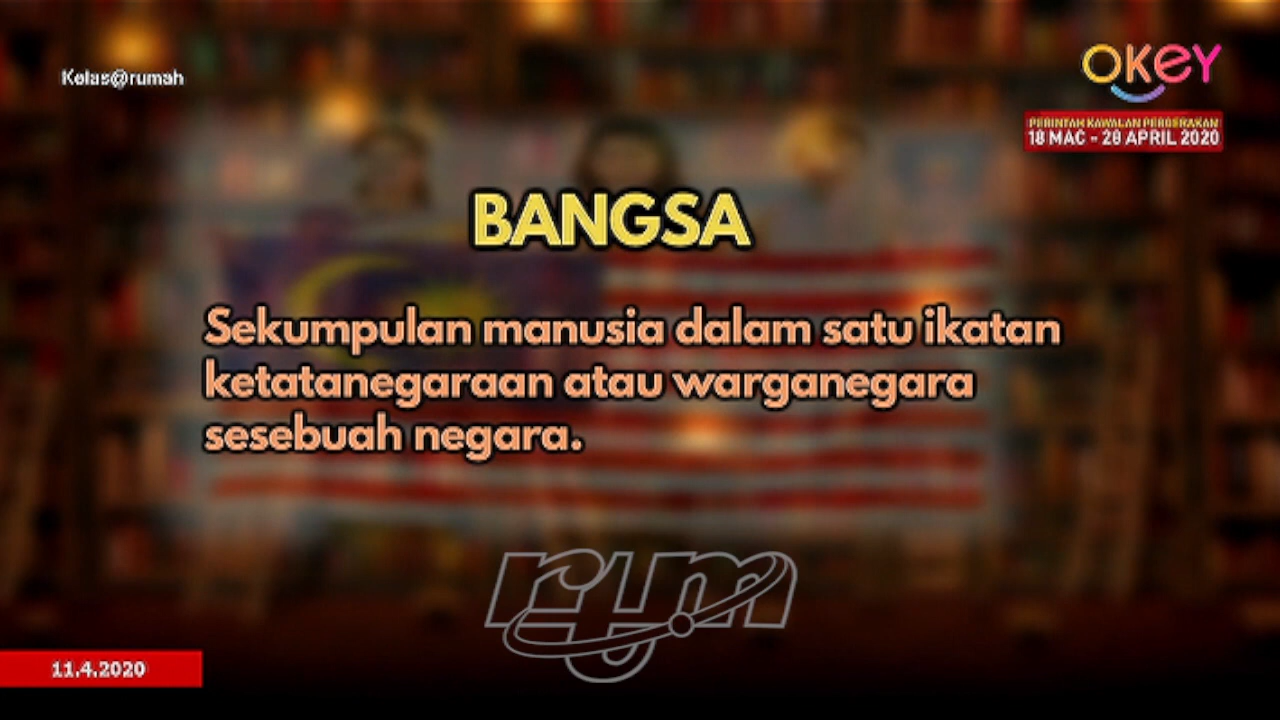 Kelas@rumah
OKEY
PERINTAH KAWALAN PERGERAKAN
18 MAC - 28 APRIL 2020
BANGSA
Sekumpulan manusia dalam satu ikatan
ketatanegaraan atau warganegara
sesebuah negara.
rtm
11.4.2020